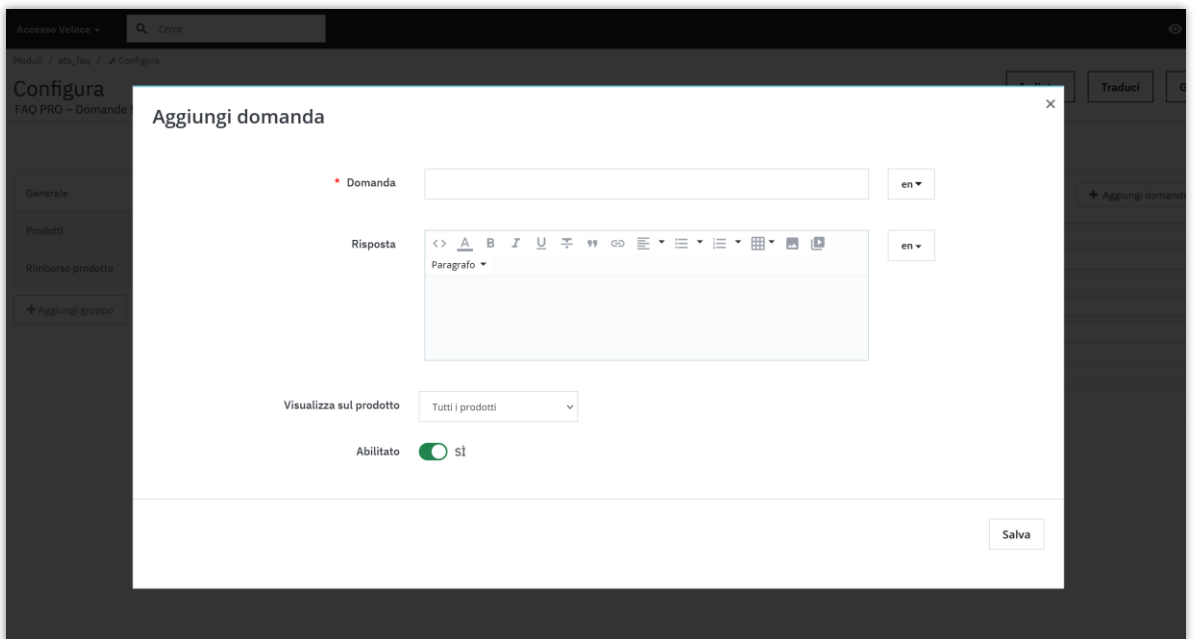 Accesso Veloce
Cerca
Moduli / ets_faq / Configura
Configura
Traduci
FAQ PRO – Domande
Aggiungi domanda
×
* Domanda
en
Generale
+ Aggiungi domanda
Prodotti
Risposta
A B I U T
en
Paragrafo
Rimborso prodotto
+ Aggiungi gruppo
Visualizza sul prodotto
Tutti i prodotti
Abilitato
SÌ
Salva